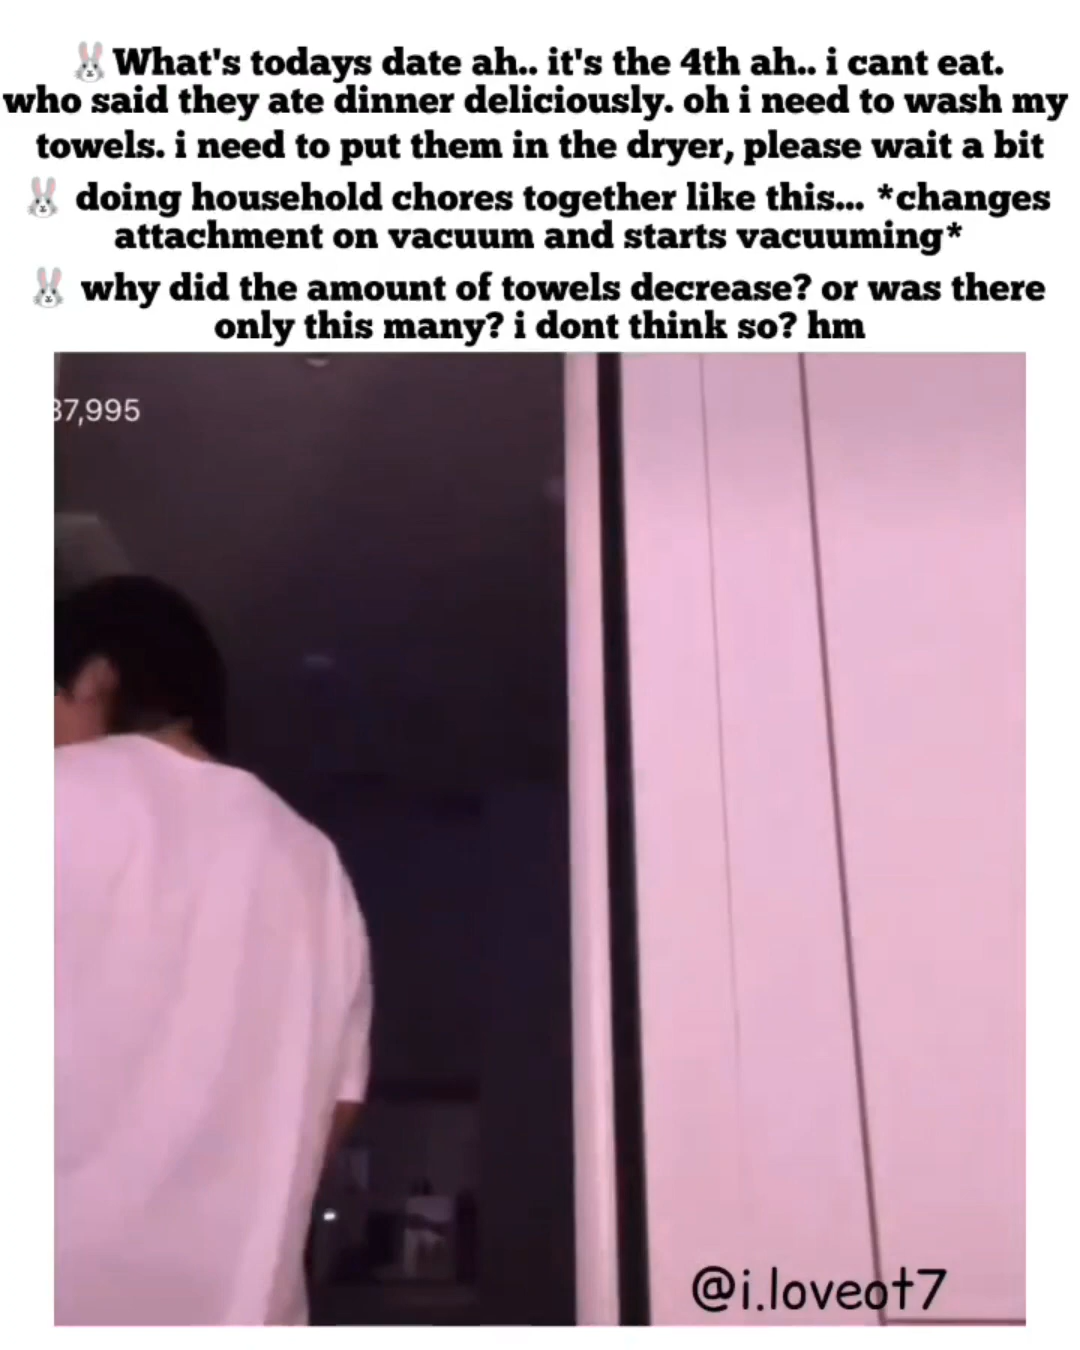 🐰What's todays date ah.. it's the 4th ah.. i cant eat.
who said they ate dinner deliciously. oh i need to wash my
towels. i need to put them in the dryer, please wait a bit
🐰 doing household chores together like this... *changes
attachment on vacuum and starts vacuuming*
🐰 why did the amount of towels decrease? or was there
only this many? i dont think so? hm
37,995
@i.loveot7